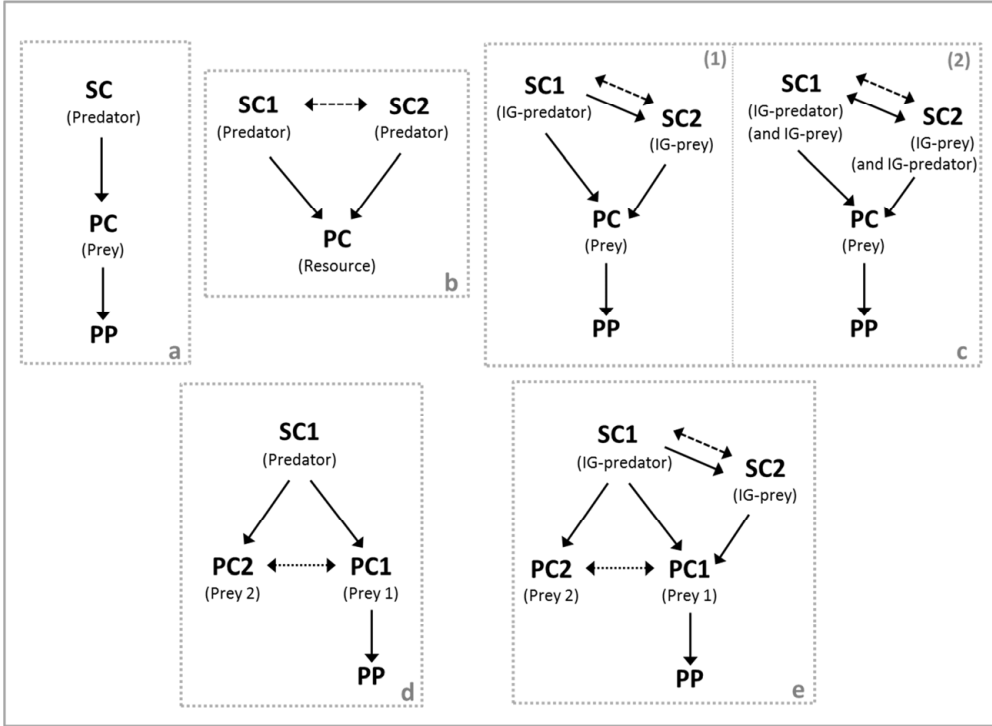 SC
(Predator)
PC
(Prey)
PP
a
SC1
SC2
(Predator)
(Predator)
PC
(Resource)
b
(1)
SC1
(IG-predator)
SC2
(IG-prey)
PC
(Prey)
PP
(2)
SC1
(IG-predator)
(and IG-prey)
SC2
(IG-prey)
(and IG-predator)
PC
(Prey)
PP
c
SC1
(Predator)
PC2
PC1
(Prey 2)
(Prey 1)
PP
d
SC1
(IG-predator)
SC2
(IG-prey)
PC2
PC1
(Prey 2)
(Prey 1)
PP
e